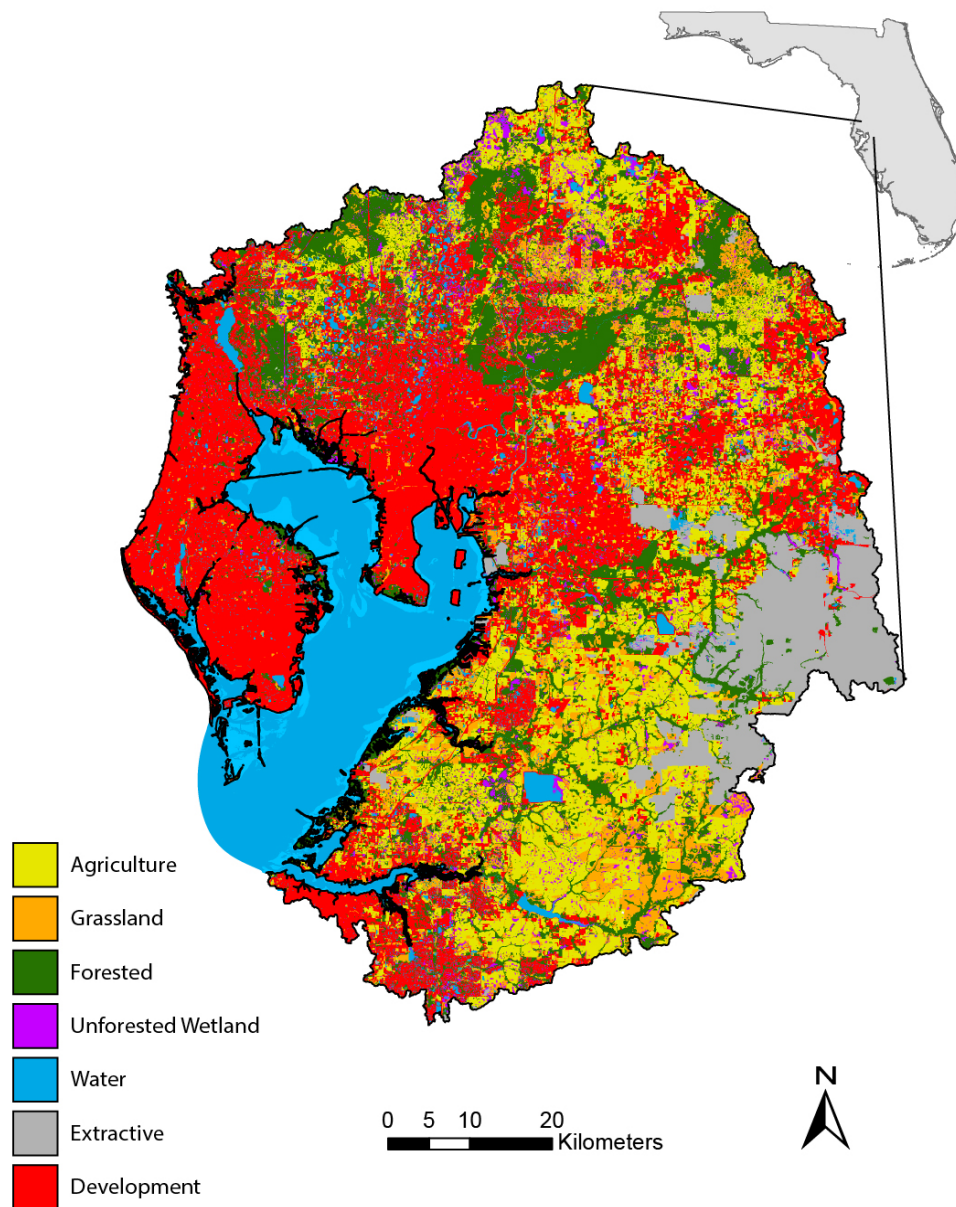 Agriculture
Grassland
Forested
Unforested Wetland
Water
Extractive
Development
0 5 10 20
Kilometers
N